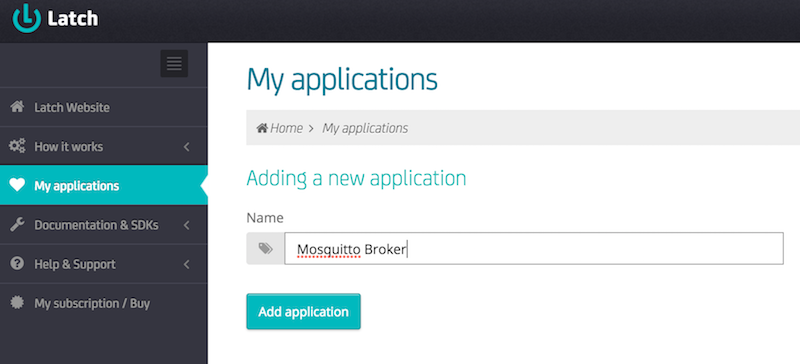 Latch
Latch Website
How it works
My applications
Documentation & SDKs
Help & Support
My subscription / Buy
My applications
Home > My applications
Adding a new application
Name
Mosquitto Broker
Add application